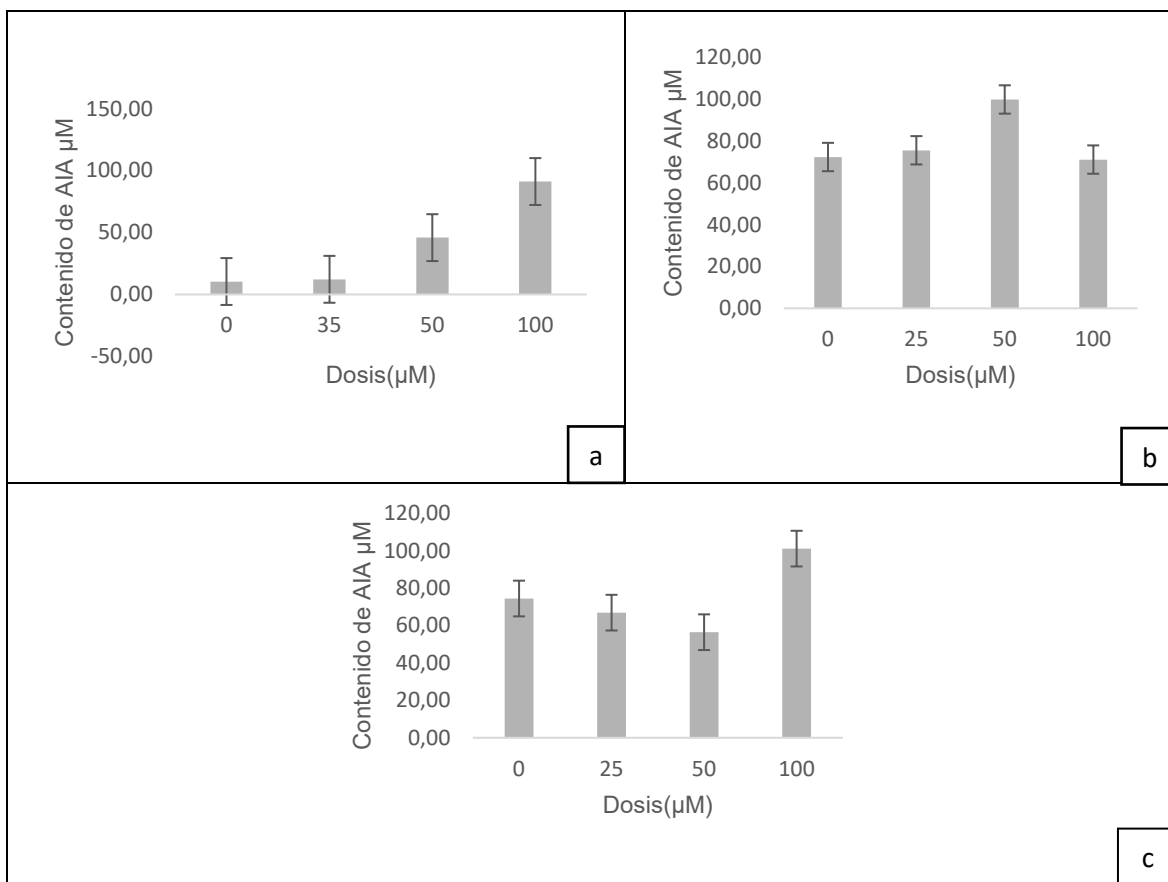 Contenido de AIA µM
150,00
100,00
50,00
0,00
-50,00
0 35 50 100
Dosis(µM)
a
Contenido de AIA µM
120,00
100,00
80,00
60,00
40,00
20,00
0,00
0 25 50 100
Dosis(µM)
b
Contenido de AIA µM
120,00
100,00
80,00
60,00
40,00
20,00
0,00
0 25 50 100
Dosis(µM)
c